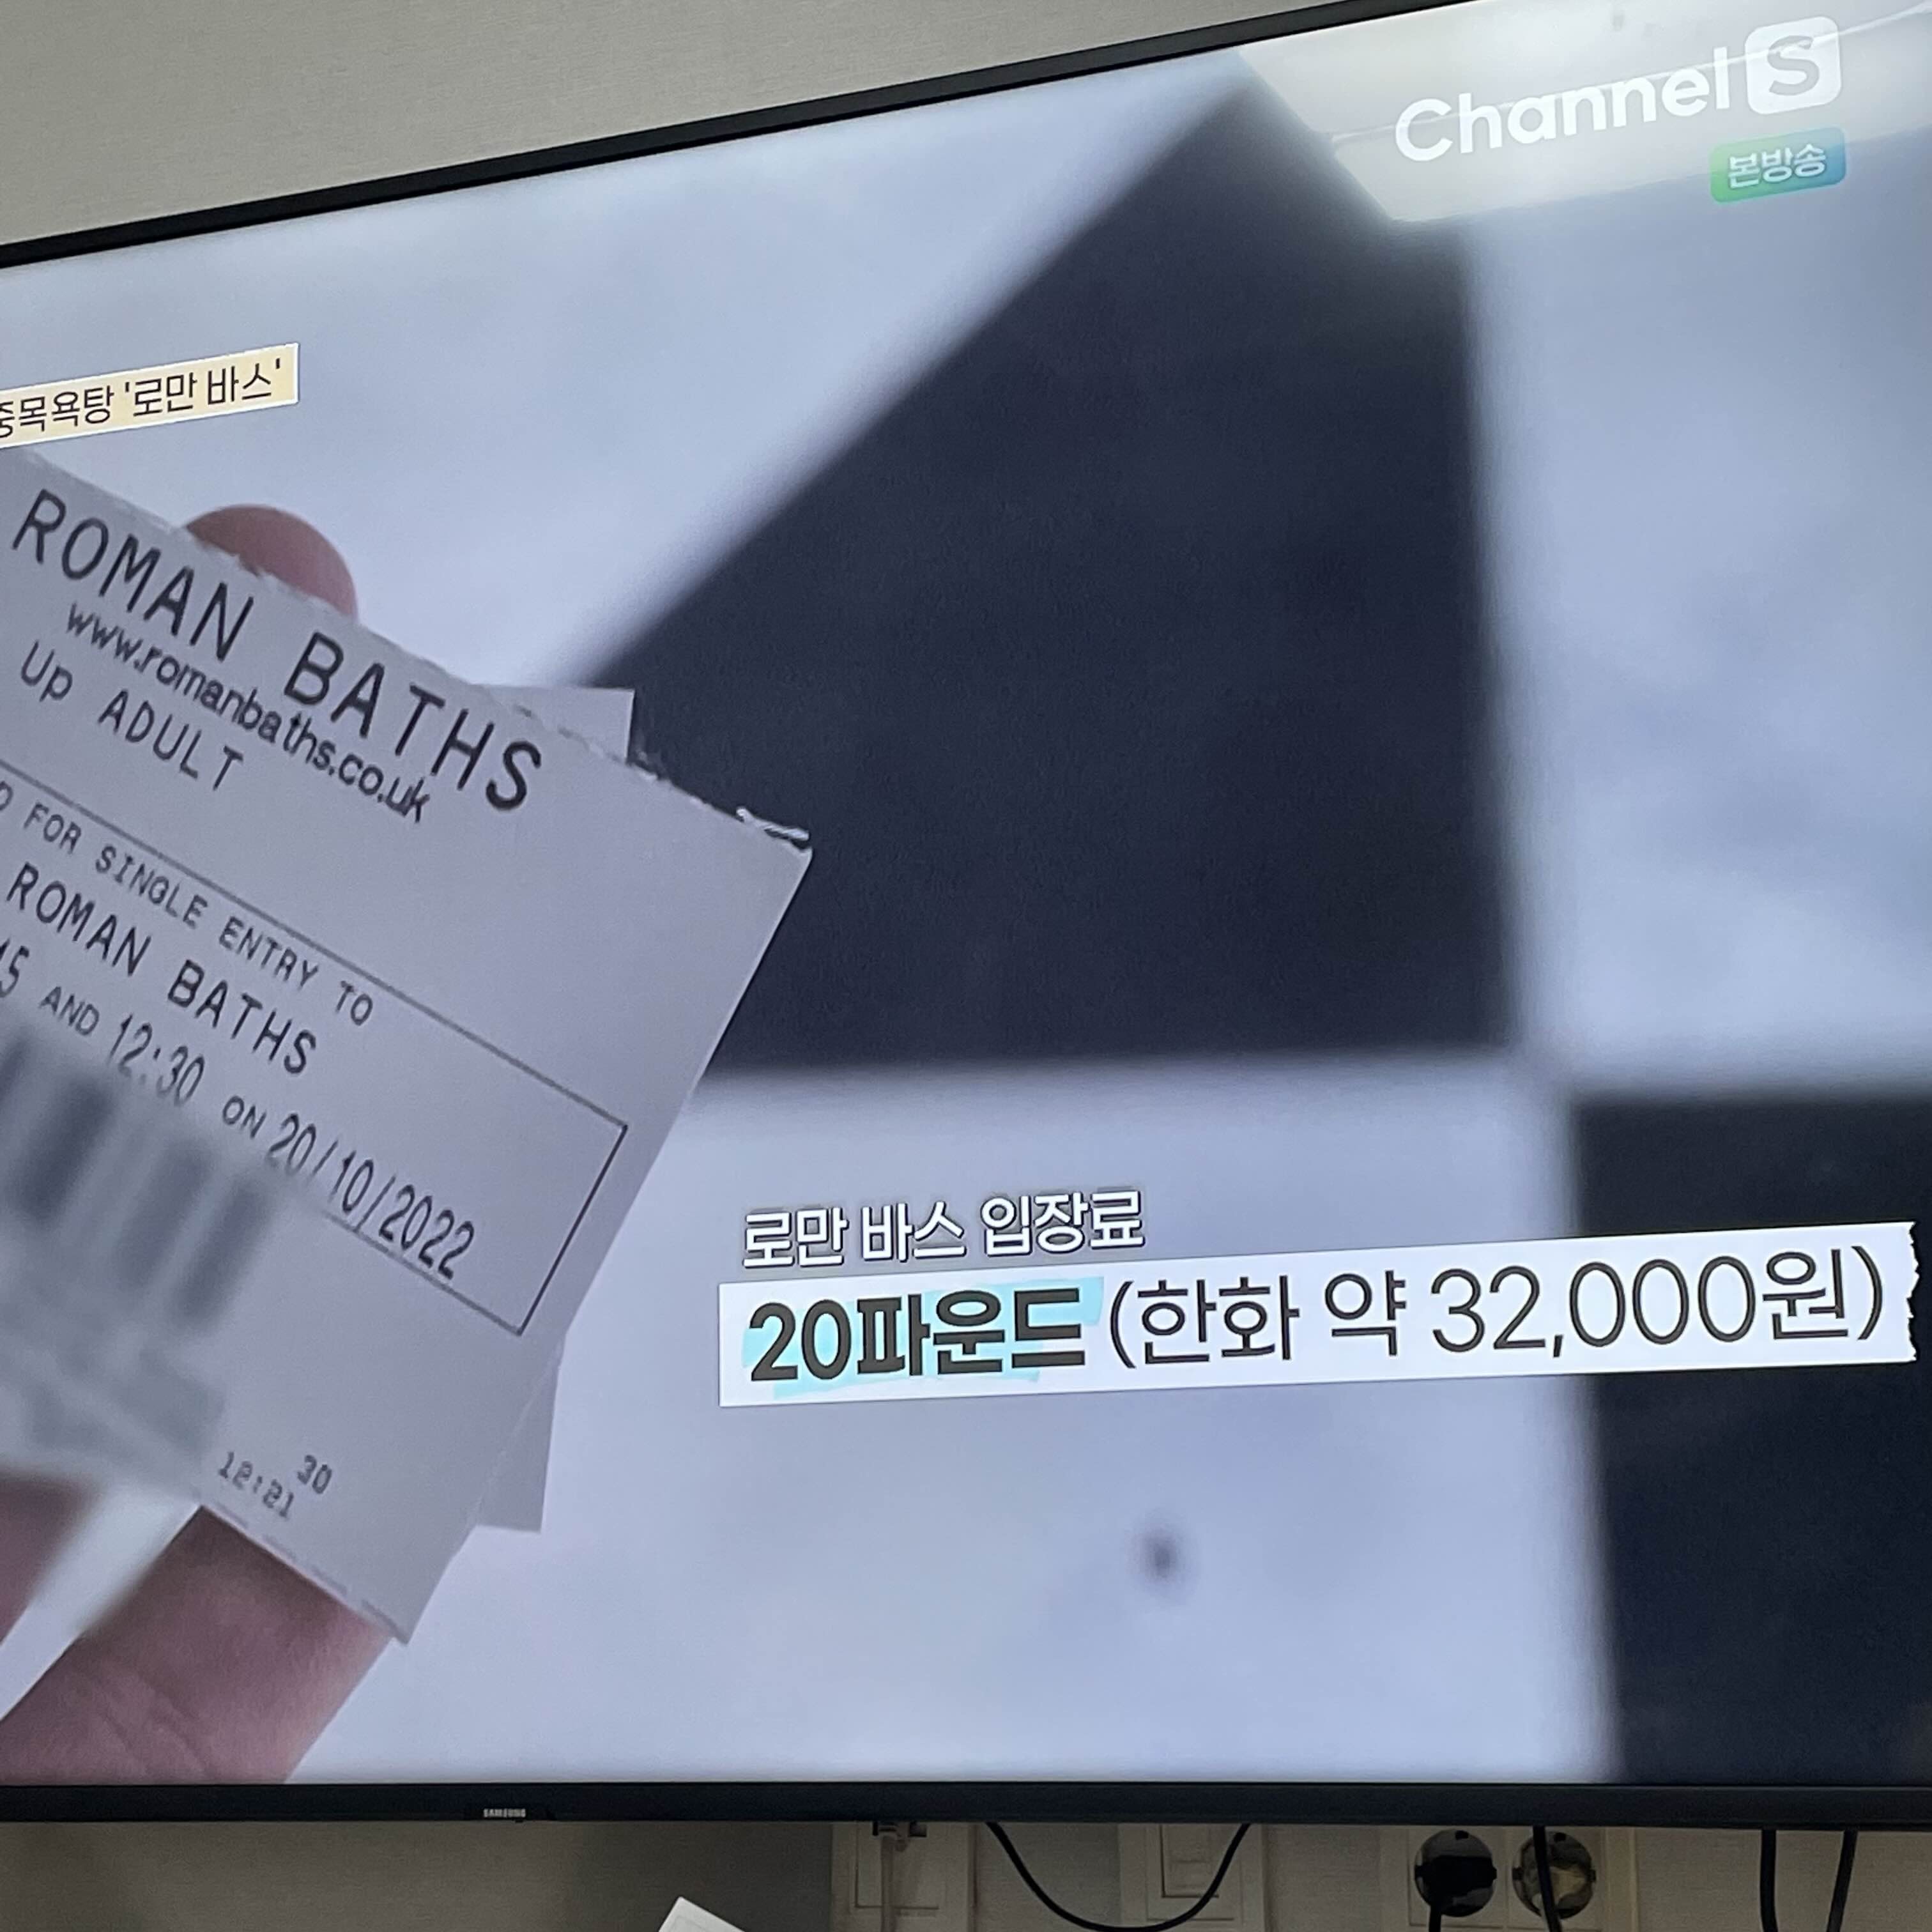 Channel S
본방송
중목욕탕 '로만 바스'
ROMAN BATHS
www.romanbaths.co.uk
Up ADULT
FOR SINGLE ENTRY TO
ROMAN BATHS
15 AND 12:30 ON 20/10/2022
30
12:21
로만 바스 입장료
20파운드 (한화 약 32,000원)
SAMSUNG